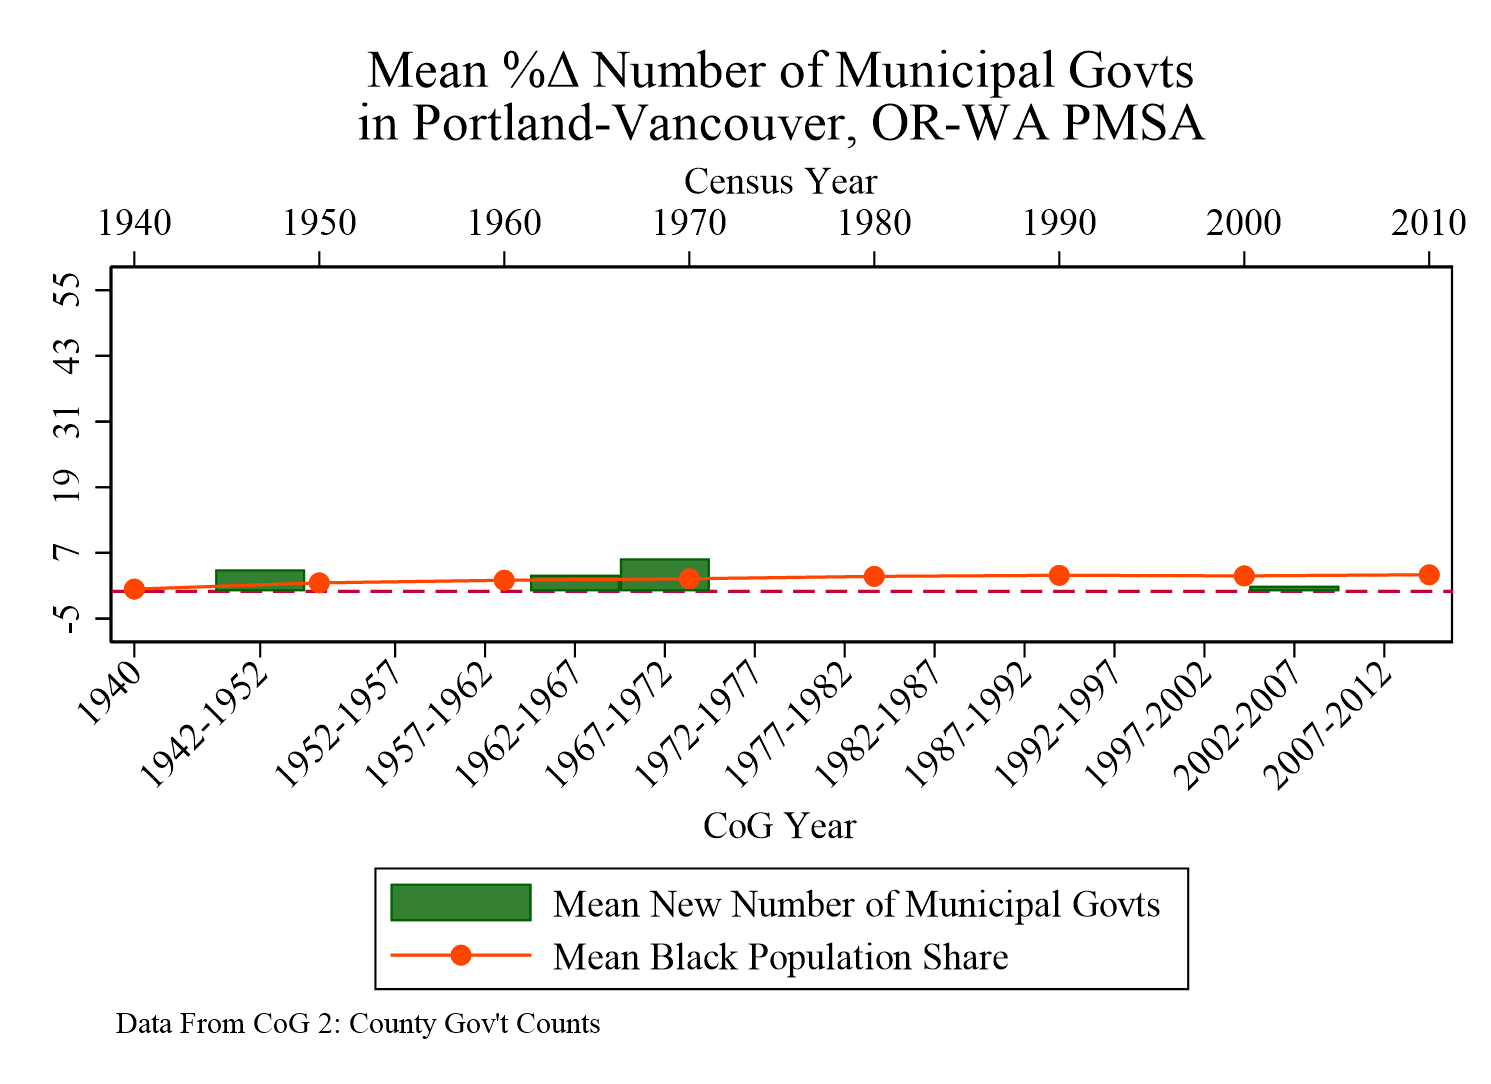 Mean %Δ Number of Municipal Govts
in Portland-Vancouver, OR-WA PMSA
Census Year
1940 1950 1960 1970 1980 1990 2000 2010
55
43
31
19
7
-5
1940 1942-1952 1952-1957 1957-1962 1962-1967 1967-1972 1972-1977 1977-1982 1982-1987 1987-1992 1992-1997 1997-2002 2002-2007 2007-2012
CoG Year
Mean New Number of Municipal Govts
Mean Black Population Share
Data From CoG 2: County Gov't Counts